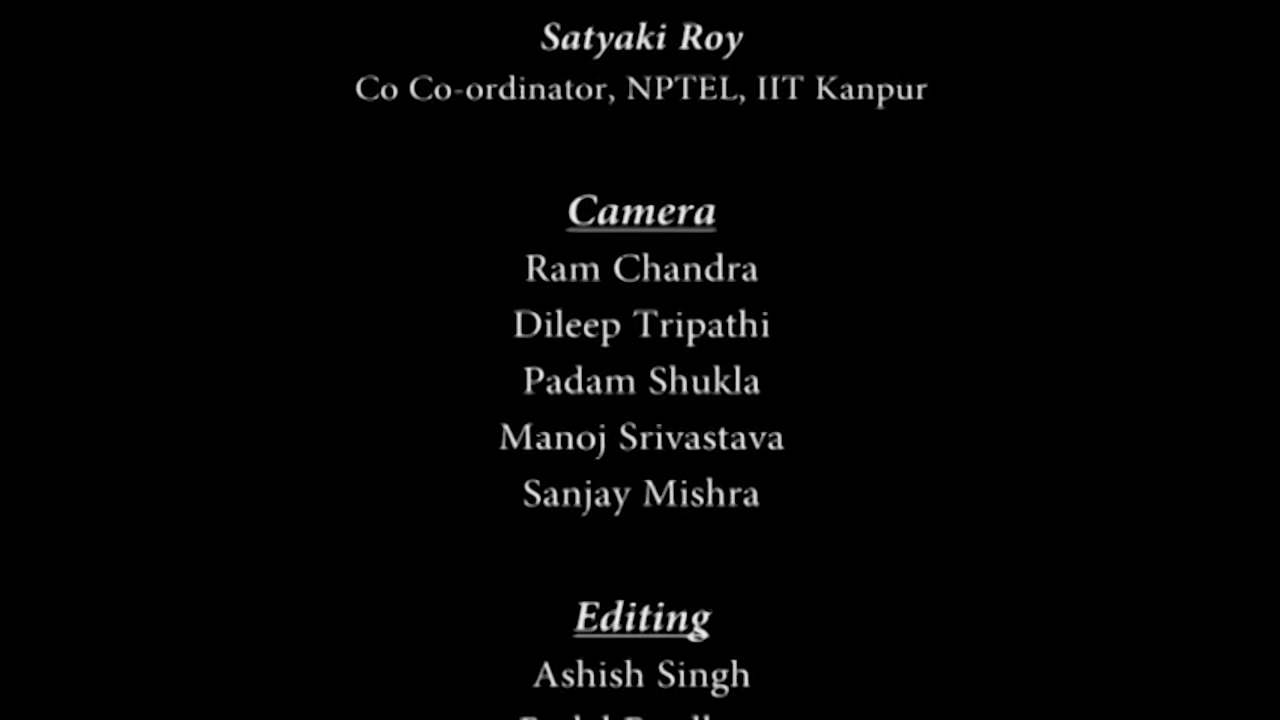 Satyaki Roy
Co Co-ordinator, NPTEL, IIT Kanpur
Camera
Ram Chandra
Dileep Tripathi
Padam Shukla
Manoj Srivastava
Sanjay Mishra
Editing
Ashish Singh